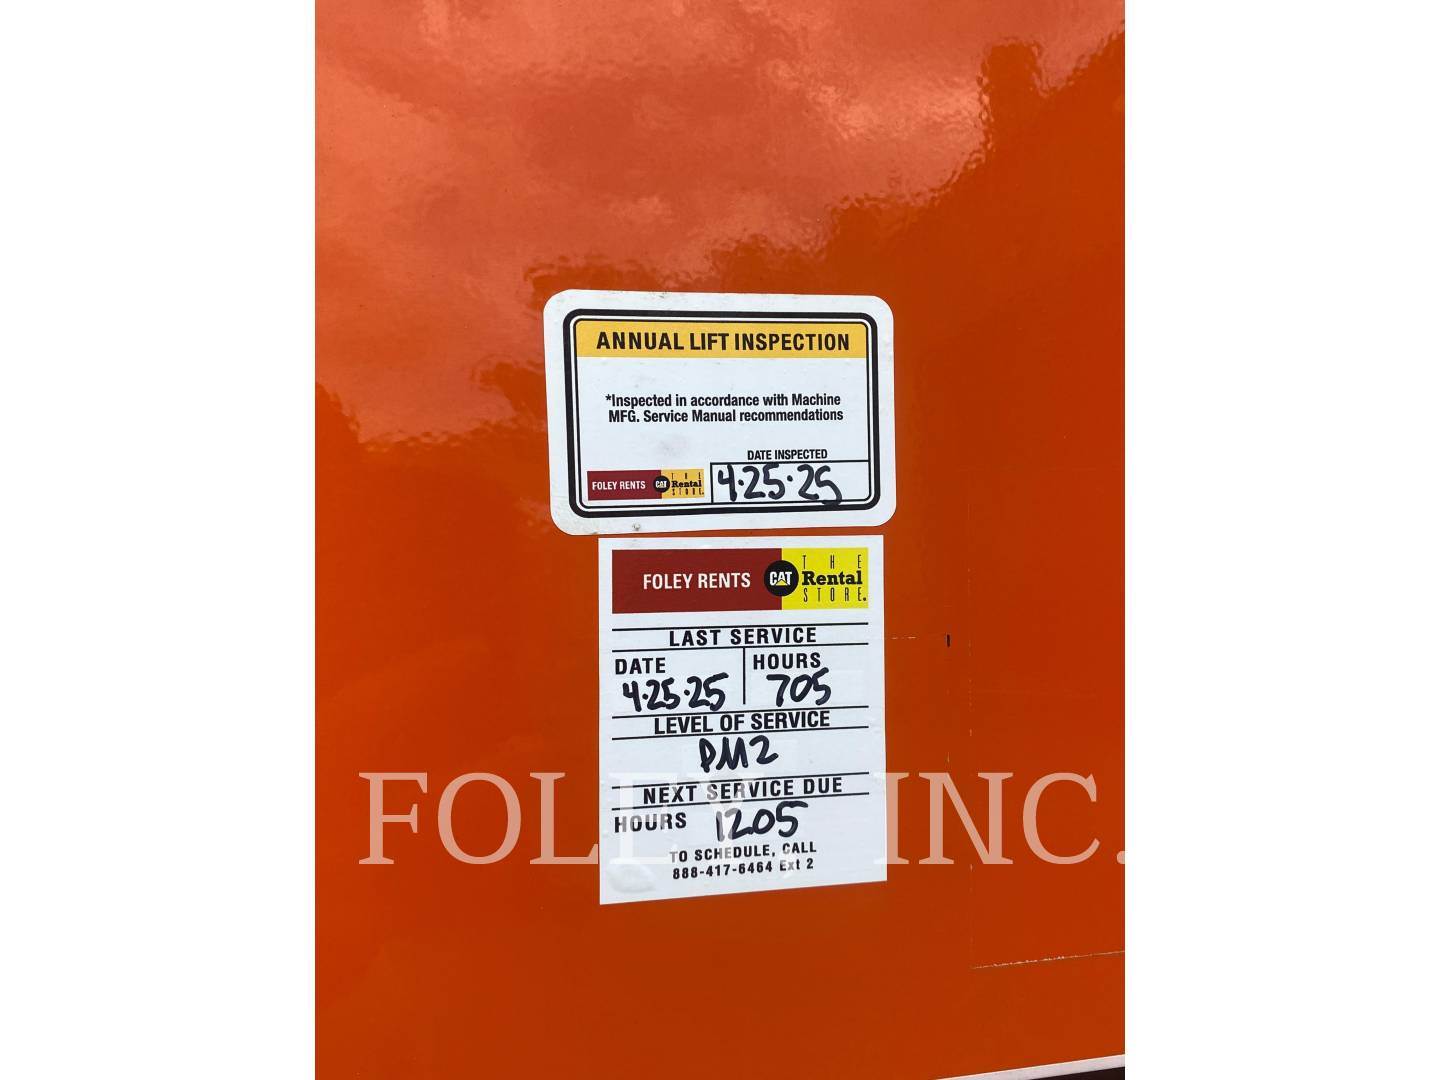 ANNUAL LIFT INSPECTION
*Inspected in accordance with Machine
MFG. Service Manual recommendations
DATE INSPECTED
FOLEY RENTS CAT THE Rental STORE. 4.25.25
FOLEY RENTS CAT THE
Rental
STORE.
LAST SERVICE
DATE HOURS
4.25.25 705
LEVEL OF SERVICE
PM2
NEXT SERVICE DUE
HOURS 1205
TO SCHEDULE, CALL
888-417-6464 Ext 2
FOLEY, INC.